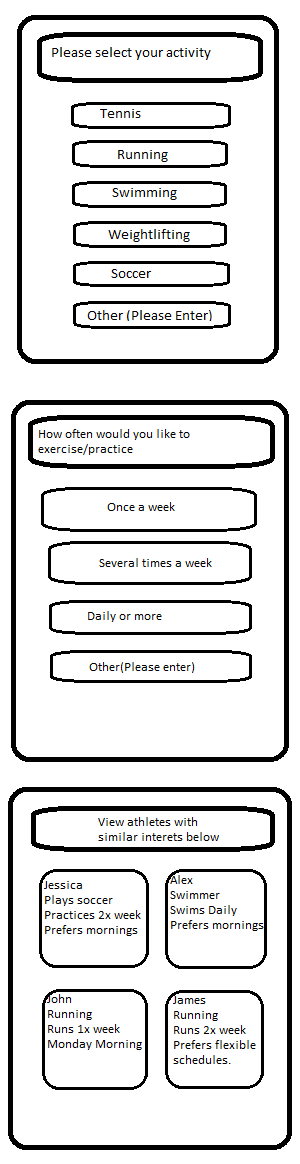 Please select your activity
Tennis
Running
Swimming
Weightlifting
Soccer
Other (Please Enter)
How often would you like to
exercise/practice
Once a week
Several times a week
Daily or more
Other(Please enter)
View athletes with
similar interets below
Jessica
Plays soccer
Practices 2x week
Prefers mornings
Alex
Swimmer
Swims Daily
Prefers mornings
John
Running
Runs 1x week
Monday Morning
James
Running
Runs 2x week
Prefers flexible
schedules.